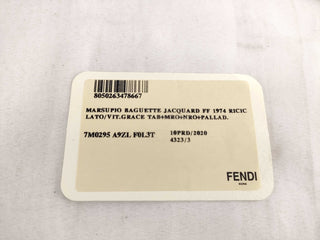 8050263478667
MARSUPIO BAGUETTE JACQUARD FF 1974 RICIC
LATO/VIT.GRACE TAB+MRO+NRO+PALLAD.
7M0295 A9ZL F0L3T
10PRD/2020
4323/3
FENDI
ROMA